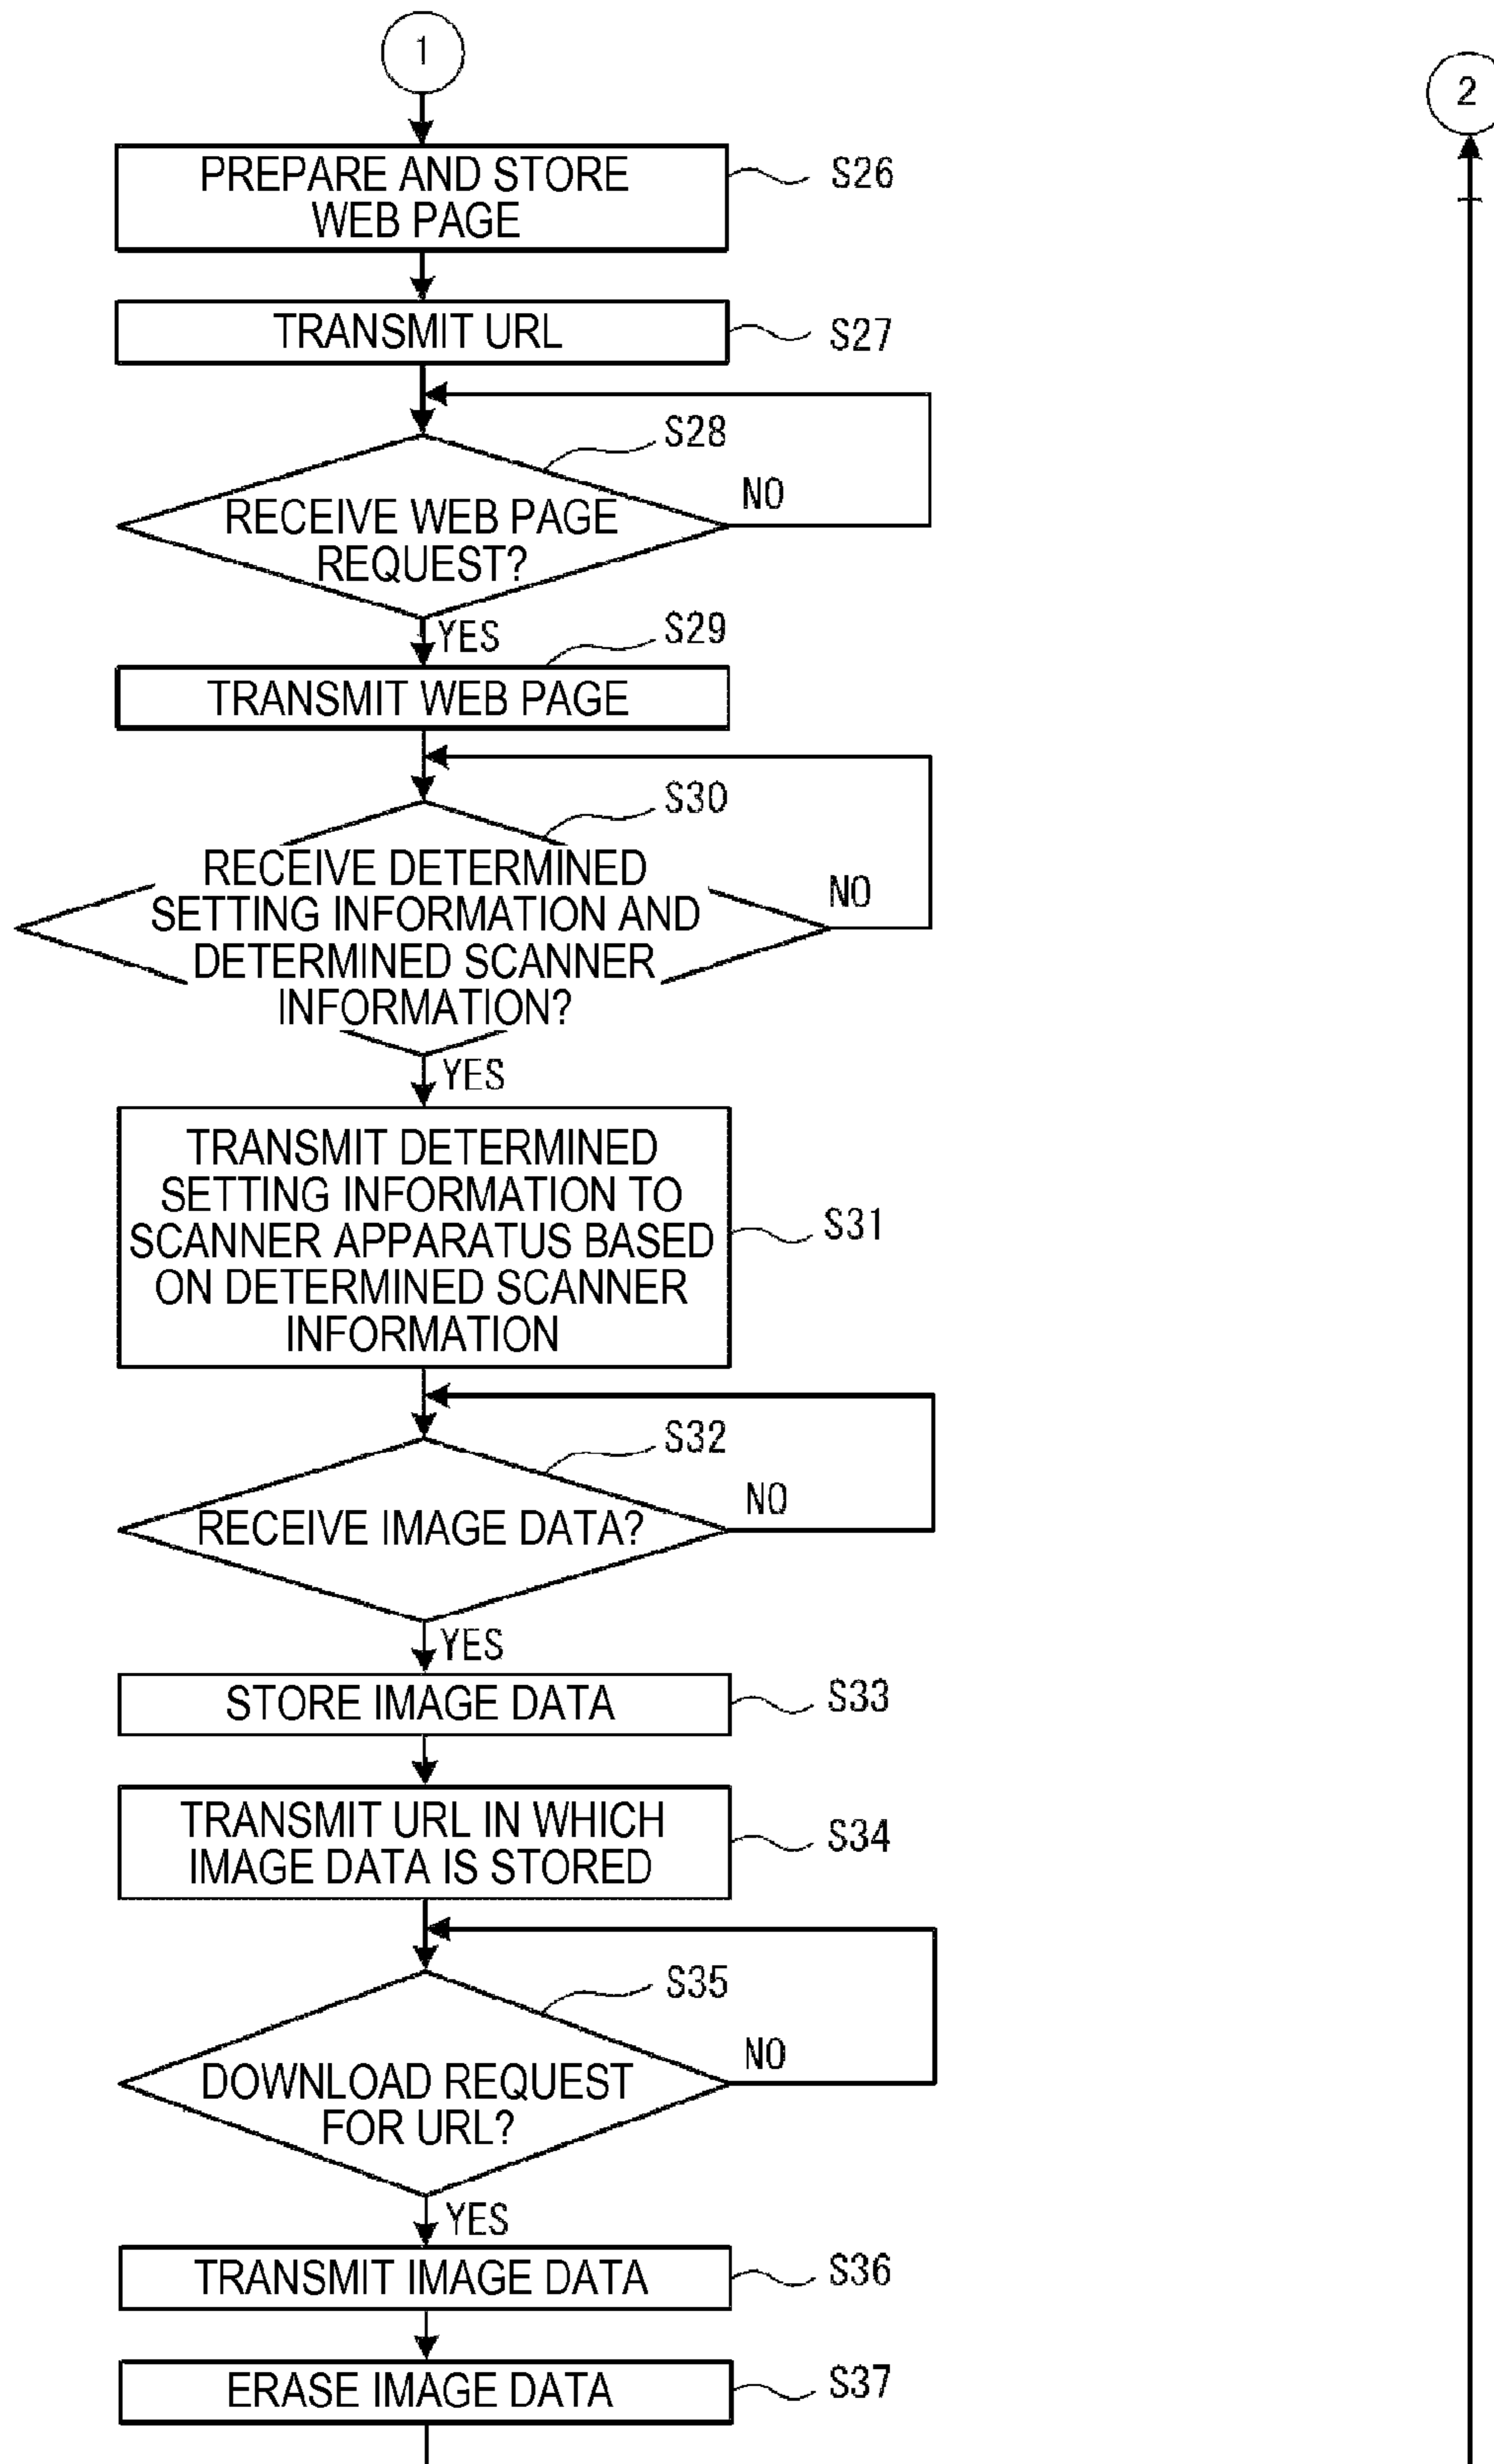 1
2
PREPARE AND STORE
WEB PAGE
S26
TRANSMIT URL
S27
S28
RECEIVE WEB PAGE
REQUEST?
NO
YES
S29
TRANSMIT WEB PAGE
S30
RECEIVE DETERMINED
SETTING INFORMATION AND
DETERMINED SCANNER
INFORMATION?
NO
YES
TRANSMIT DETERMINED
SETTING INFORMATION TO
SCANNER APPARATUS BASED
ON DETERMINED SCANNER
INFORMATION
S31
S32
RECEIVE IMAGE DATA?
NO
YES
STORE IMAGE DATA
S33
TRANSMIT URL IN WHICH
IMAGE DATA IS STORED
S34
S35
DOWNLOAD REQUEST
FOR URL?
NO
YES
TRANSMIT IMAGE DATA
S36
ERASE IMAGE DATA
S37